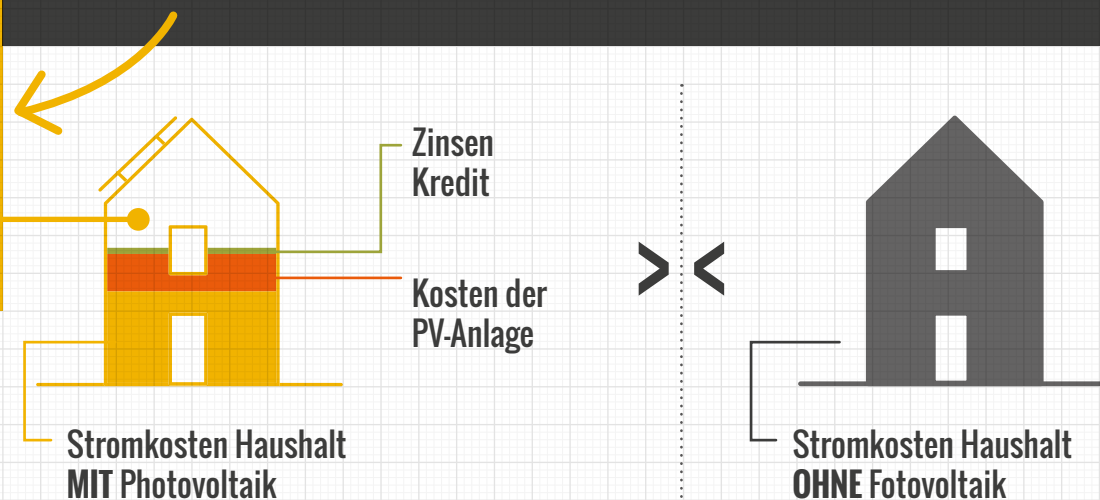 Zinsen
Kredit
Kosten der
PV-Anlage
> <
Stromkosten Haushalt
MIT Photovoltaik
Stromkosten Haushalt
OHNE Fotovoltaik